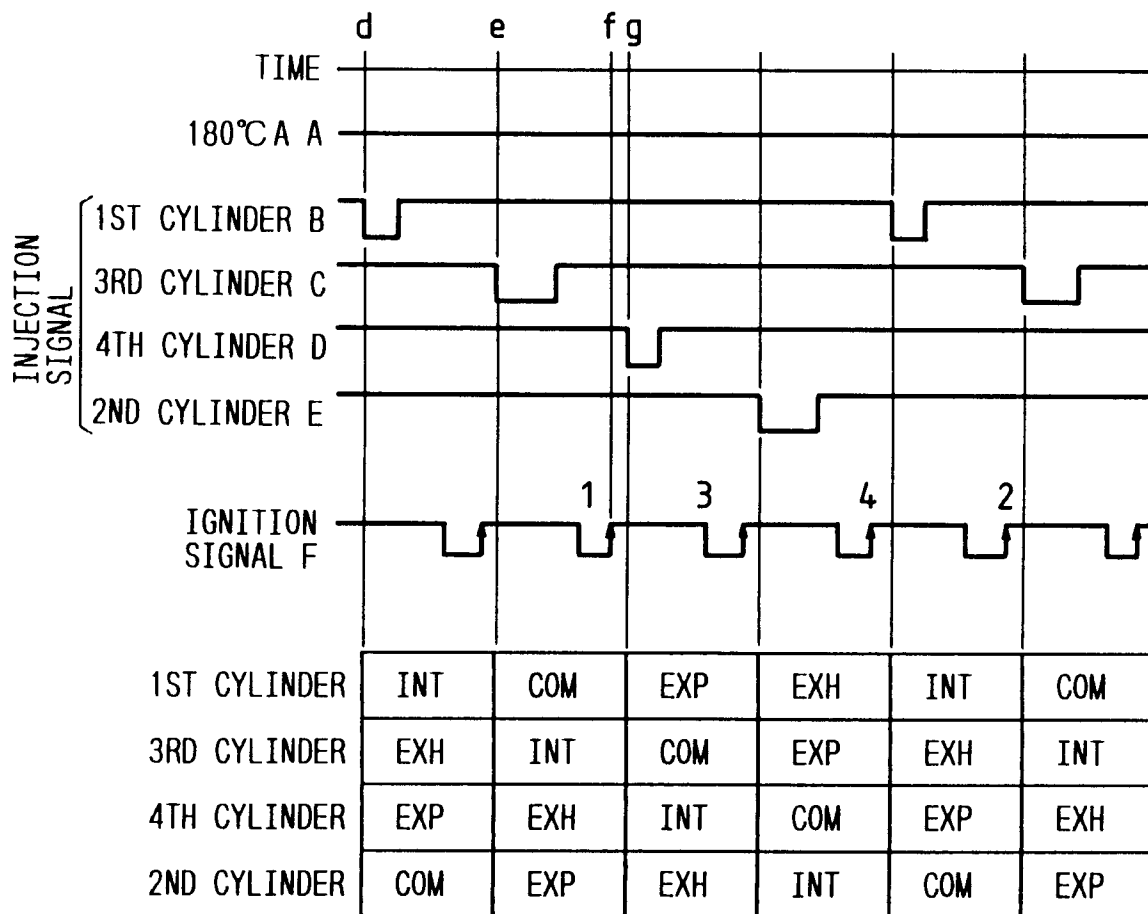 d e f g
TIME
180°CA A
INJECTION SIGNAL
1ST CYLINDER B
3RD CYLINDER C
4TH CYLINDER D
2ND CYLINDER E
1 3 4 2
IGNITION
SIGNAL F
1ST CYLINDER INT COM EXP EXH INT COM
3RD CYLINDER EXH INT COM EXP EXH INT
4TH CYLINDER EXP EXH INT COM EXP EXH
2ND CYLINDER COM EXP EXH INT COM EXP